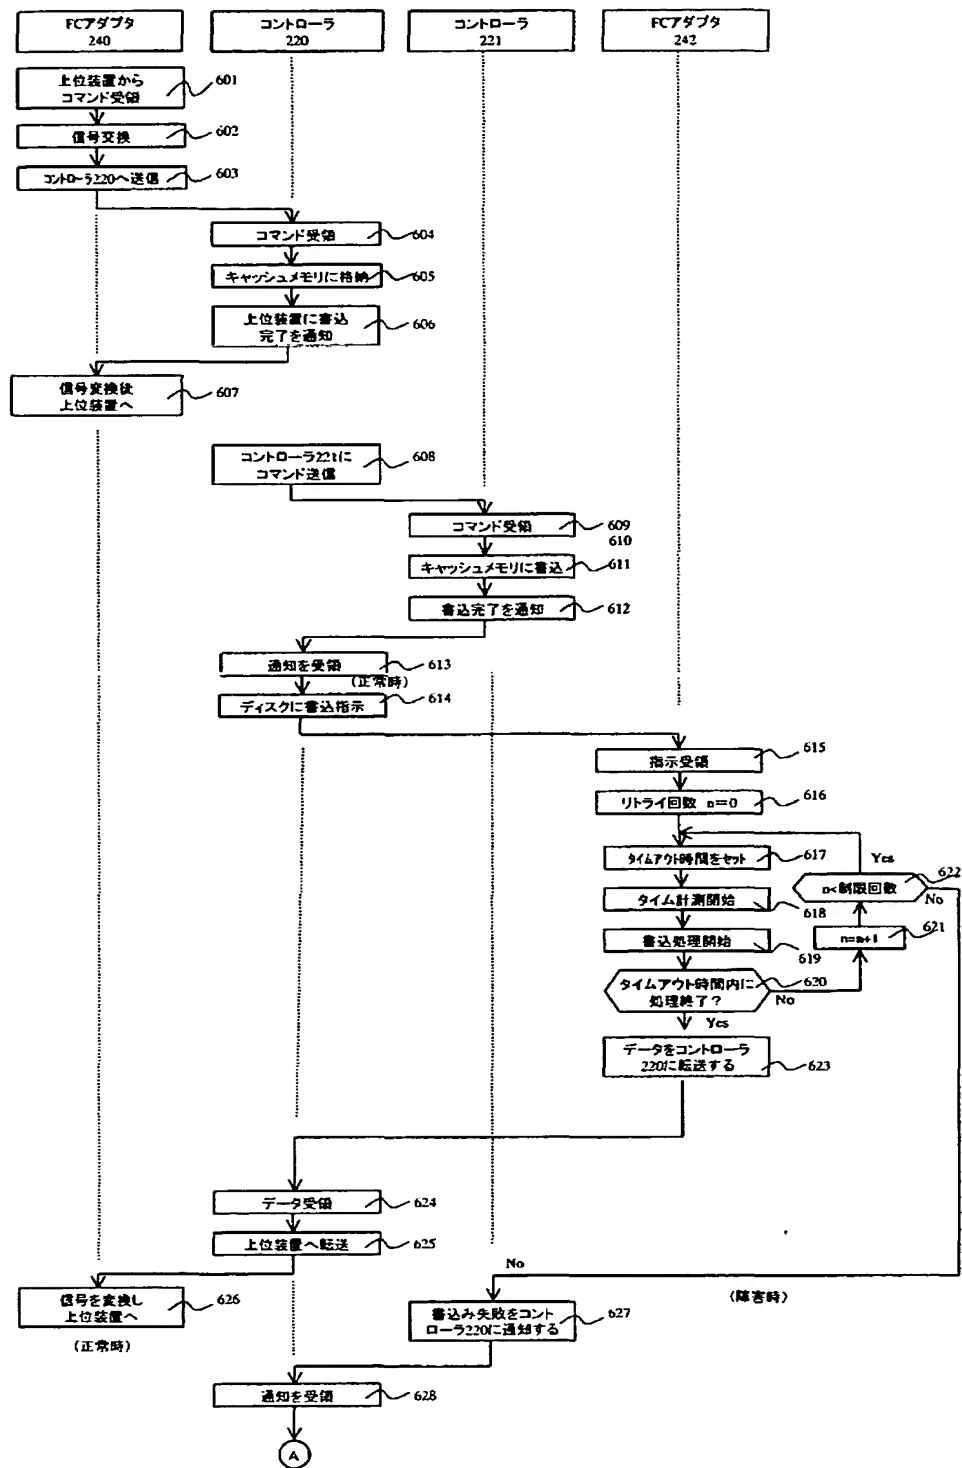 FCアダプタ
240
コントローラ
220
コントローラ
221
FCアダプタ
242
上位装置から
コマンド受領
601
信号交換
602
コントローラ220へ送信
603
コマンド受領
604
キャッシュメモリに格納
605
上位装置に書込
完了を通知
606
信号変換後
上位装置へ
607
コントローラ221に
コマンド送信
608
コマンド受領
609
610
キャッシュメモリに書込
611
書込完了を通知
612
通知を受領
613
(正常時)
ディスクに書込指示
614
指示受領
615
リトライ回数 n=0
616
タイムアウト時間をセット
617
Yes
n<制限回数
622
No
タイム計測開始
618
n=n+1
621
書込処理開始
619
タイムアウト時間内に
処理終了?
620
No
Yes
データをコントローラ
220に転送する
623
データ受領
624
上位装置へ転送
625
No
信号を変換し
上位装置へ
626
(正常時)
(障害時)
書込み失敗をコント
ローラ220に通知する
627
通知を受領
628
A